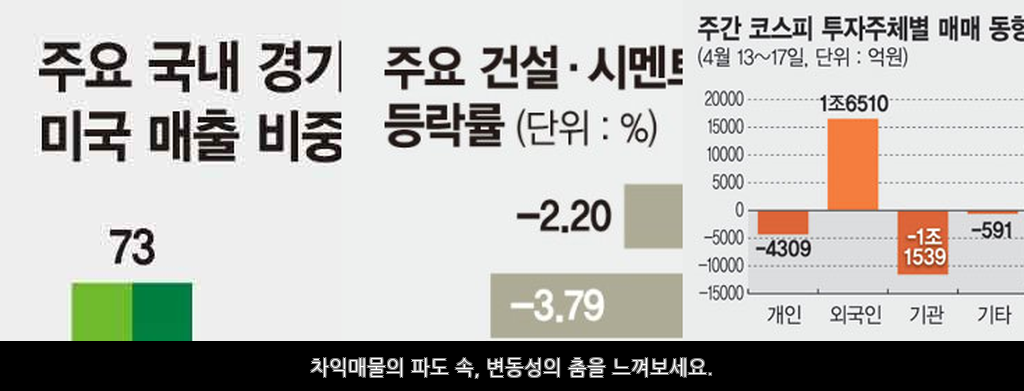 주요 국내 경기
미국 매출 비중
73
주요 건설·시멘트
등락률 (단위 : %)
-2.20
-3.79
주간 코스피 투자주체별 매매 동향
(4월 13~17일, 단위 : 억원)
20000
15000
10000
5000
0
-5000
-10000
-15000
1조6510
-4309
-1조
1539
-591
개인
외국인
기관
기타
차익매물의 파도 속, 변동성의 춤을 느껴보세요.